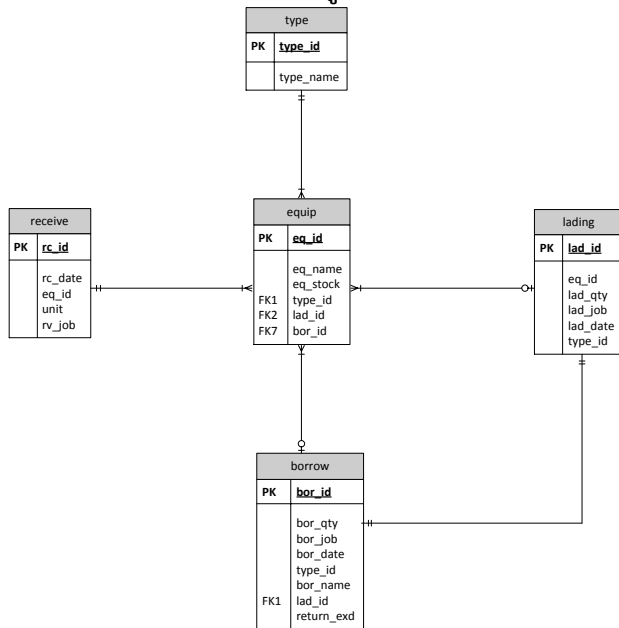 type
PK type_id
type_name
receive
PK rc_id
rc_date
eq_id
unit
rv_job
equip
PK eq_id
eq_name
eq_stock
FK1 type_id
FK2 lad_id
FK7 bor_id
lading
PK lad_id
eq_id
lad_qty
lad_job
lad_date
type_id
borrow
PK bor_id
bor_qty
bor_job
bor_date
type_id
bor_name
FK1 lad_id
return_exd